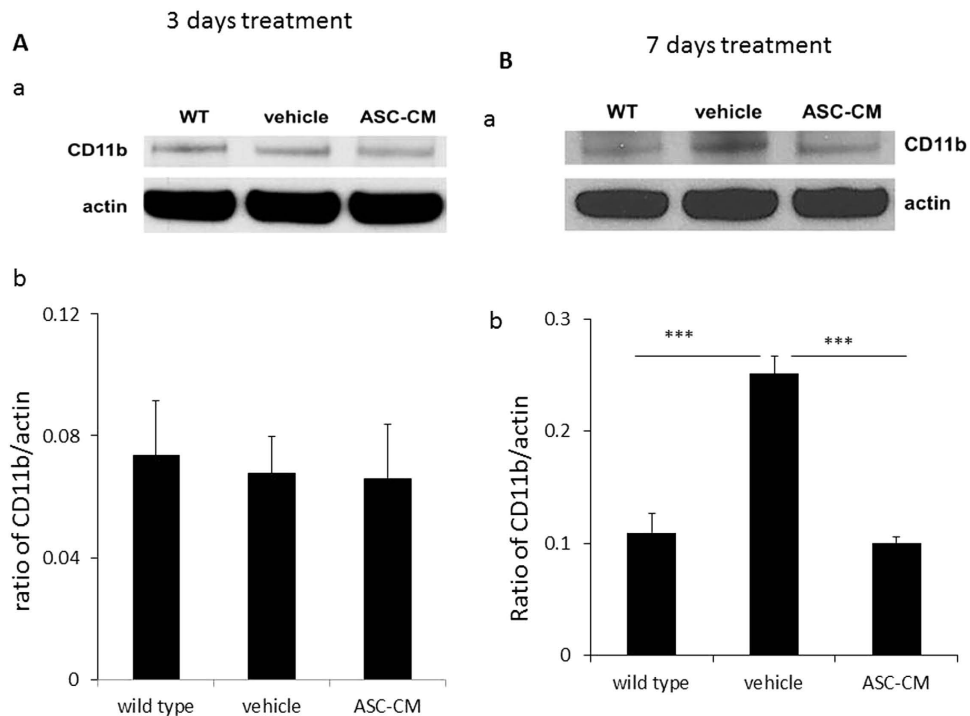 3 days treatment
A
a
WT vehicle ASC-CM
CD11b
actin
b
0.12
0.08
0.04
0
ratio of CD11b/actin
wild type vehicle ASC-CM
7 days treatment
B
a
WT vehicle ASC-CM
CD11b
actin
b
0.3
0.2
0.1
0
Ratio of CD11b/actin
*** ***
wild type vehicle ASC-CM